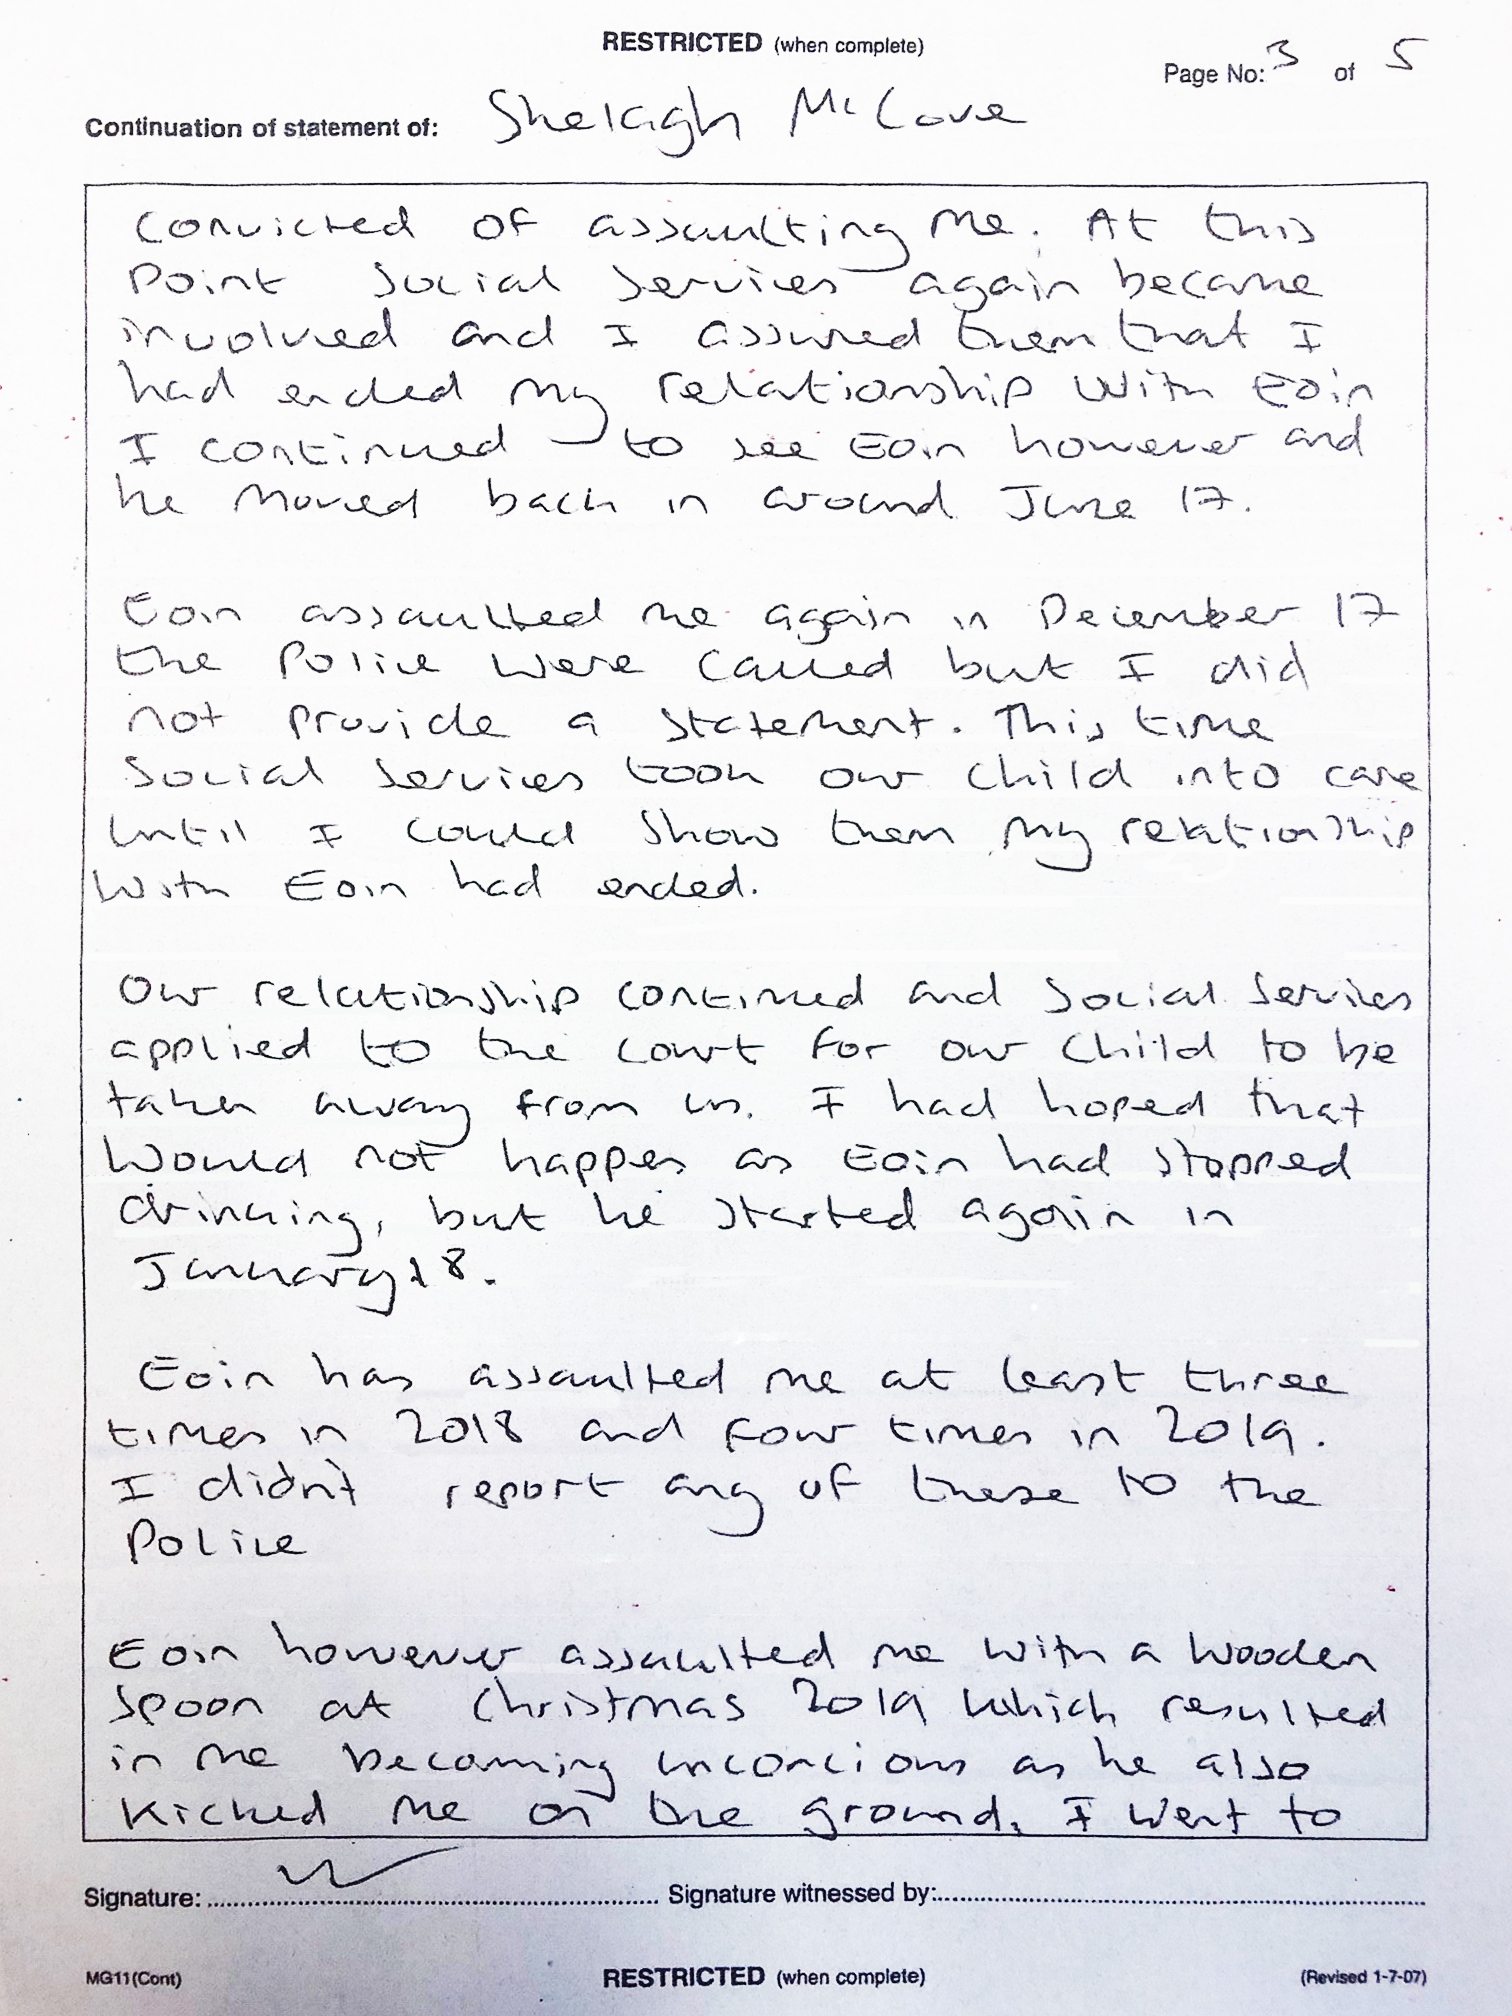 RESTRICTED (when complete)
Page No: 3 of 5
Continuation of statement of: Shelagh McCove
Convicted of assaulting me. At this
Point Social Services again became
involved and I assured them that I
had ended my relationship with Eoin
I continued to see Eoin however and
he moved back in around June 17.
Eoin assaulted me again in December 17
the Police were called but I did
not provide a statement. This time
Social Services took our child into care
until I could show them my relationship
with Eoin had ended.
Our relationship continued and Social Services
applied to the court for our child to be
taken away from us. I had hoped that
would not happen as Eoin had stopped
drinking, but he started again in
January 18.
Eoin has assaulted me at least three
times in 2018 and four times in 2019.
I didn't report any of these to the
Police
Eoin however assaulted me with a wooden
spoon at Christmas 2019 which resulted
in me becoming unconcious as he also
kicked me on the ground. I went to
Signature: Signature witnessed by:
MG11(Cont)
RESTRICTED (when complete)
(Revised 1-7-07)